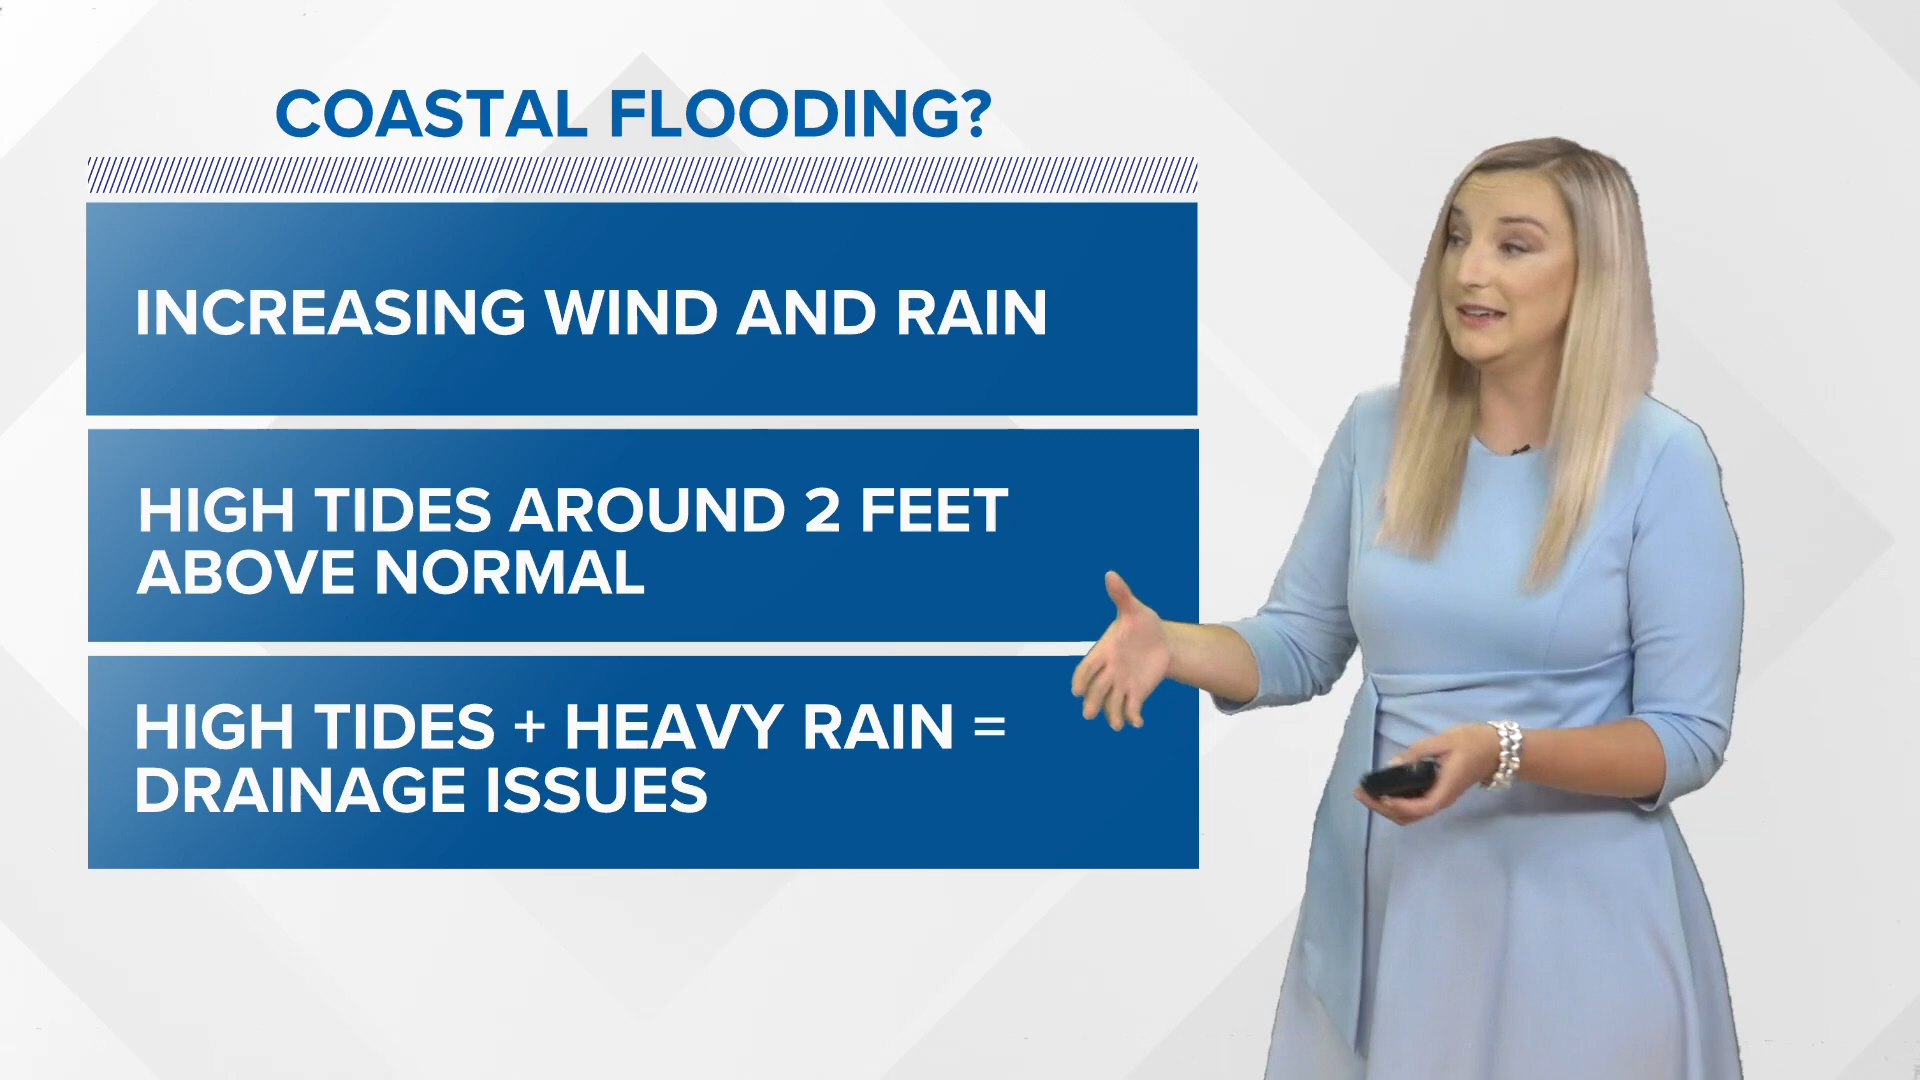 COASTAL FLOODING?
INCREASING WIND AND RAIN
HIGH TIDES AROUND 2 FEET
ABOVE NORMAL
HIGH TIDES + HEAVY RAIN =
DRAINAGE ISSUES